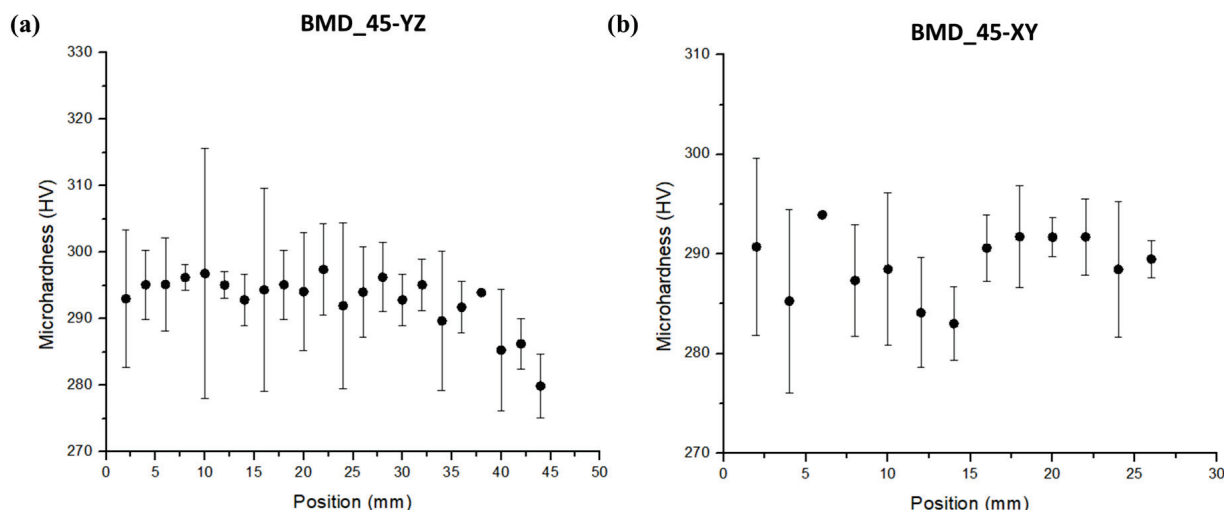 (a)
BMD_45-YZ
330
320
310
300
290
280
270
Microhardness (HV)
0 5 10 15 20 25 30 35 40 45 50
Position (mm)
(b)
BMD_45-XY
310
300
290
280
270
Microhardness (HV)
0 5 10 15 20 25 30
Position (mm)